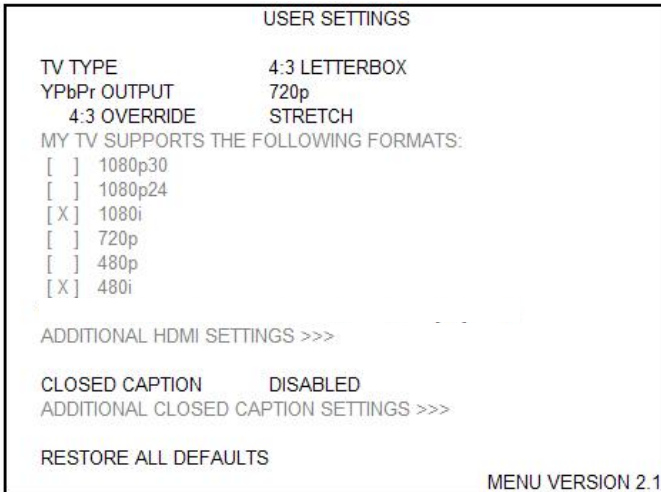 USER SETTINGS
TV TYPE 4:3 LETTERBOX
YPbPr OUTPUT 720p
4:3 OVERRIDE STRETCH
MY TV SUPPORTS THE FOLLOWING FORMATS:
[ ] 1080p30
[ ] 1080p24
[ X ] 1080i
[ ] 720p
[ ] 480p
[ X ] 480i
ADDITIONAL HDMI SETTINGS >>>
CLOSED CAPTION DISABLED
ADDITIONAL CLOSED CAPTION SETTINGS >>>
RESTORE ALL DEFAULTS
MENU VERSION 2.1